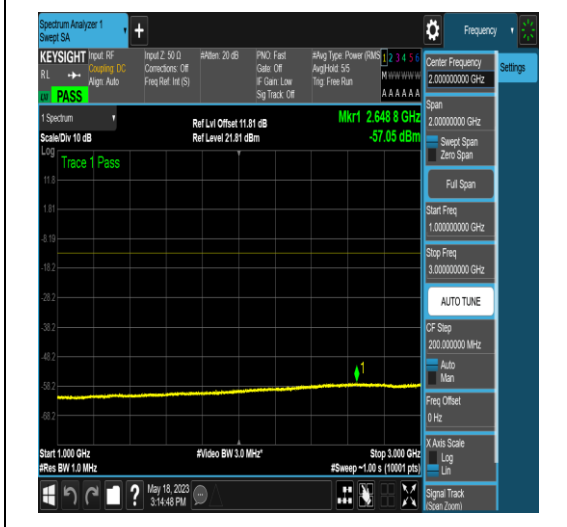 Spectrum Analyzer 1
Swept SA
Frequency
KEYSIGHT
RL
PASS
Input: RF
Coupling: DC
Align: Auto
Input Z: 50 Ω
Corrections: Off
Freq Ref: Int (S)
#Atten: 20 dB
PNO: Fast
Gate: Off
IF Gain: Low
Sig Track: Off
#Avg Type: Power (RMS
Avg|Hold: 5/5
Trig: Free Run
1 2 3 4 5 6
M W W W W W
A A A A A A
Center Frequency
2.000000000 GHz
Settings
Span
2.00000000 GHz
Swept Span
Zero Span
Full Span
Start Freq
1.000000000 GHz
Stop Freq
3.000000000 GHz
AUTO TUNE
CF Step
200.000000 MHz
Auto
Man
Freq Offset
0 Hz
X Axis Scale
Log
Lin
Signal Track
(Span Zoom)
1 Spectrum
Scale/Div 10 dB
Ref Lvl Offset 11.81 dB
Ref Level 21.81 dBm
Mkr1 2.648 8 GHz
-57.05 dBm
Log
Trace 1 Pass
11.8
1.81
-8.19
-18.2
-28.2
-38.2
-48.2
-58.2
-68.2
1
Start 1.000 GHz
#Res BW 1.0 MHz
#Video BW 3.0 MHz*
Stop 3.000 GHz
#Sweep ~1.00 s (10001 pts)
May 18, 2023
3:14:48 PM